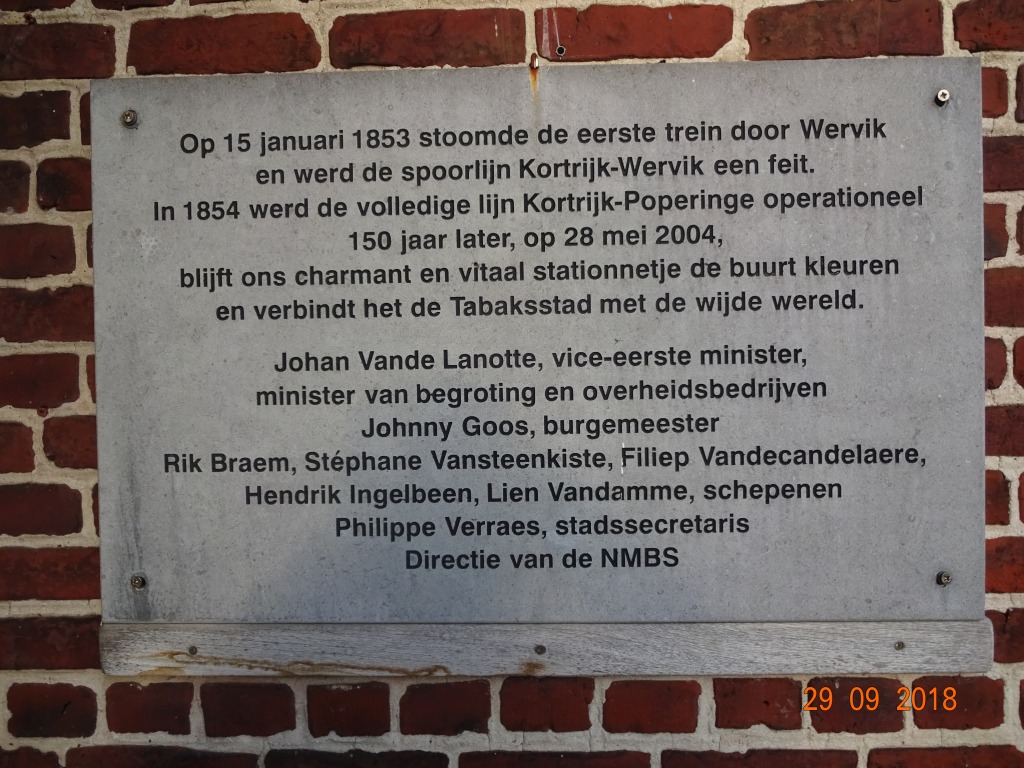 Op 15 januari 1853 stoomde de eerste trein door Wervik
en werd de spoorlijn Kortrijk-Wervik een feit.
In 1854 werd de volledige lijn Kortrijk-Poperinge operationeel
150 jaar later, op 28 mei 2004,
blijft ons charmant en vitaal stationnetje de buurt kleuren
en verbindt het de Tabaksstad met de wijde wereld.
Johan Vande Lanotte, vice-eerste minister,
minister van begroting en overheidsbedrijven
Johnny Goos, burgemeester
Rik Braem, Stéphane Vansteenkiste, Filiep Vandecandelaere,
Hendrik Ingelbeen, Lien Vandamme, schepenen
Philippe Verraes, stadssecretaris
Directie van de NMBS
29 09 2018